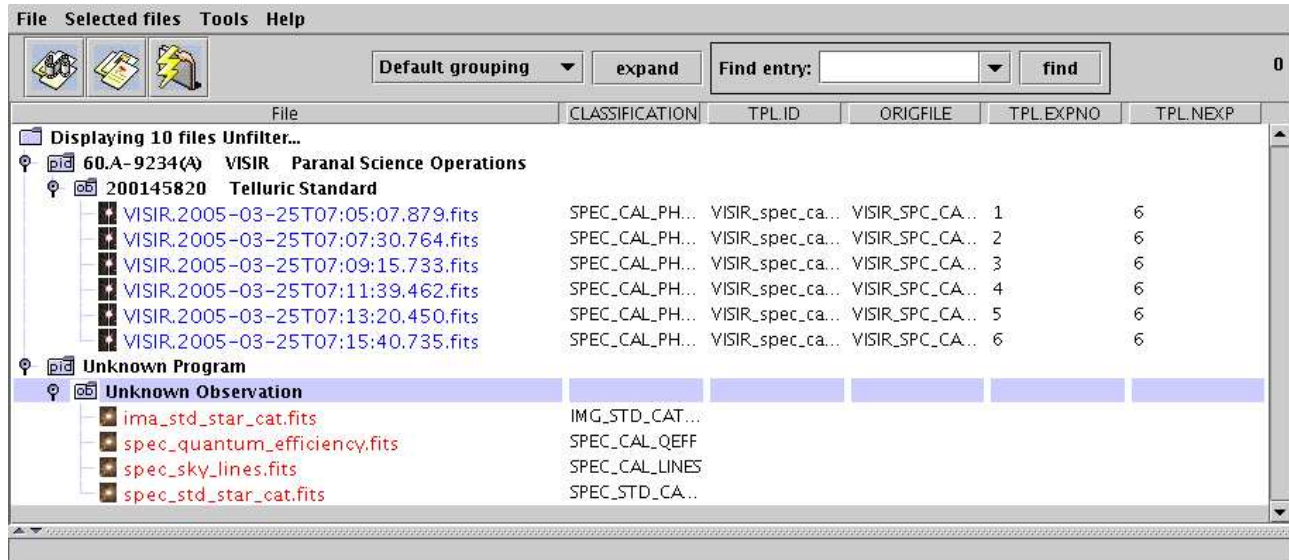 File Selected files Tools Help
Default grouping expand Find entry: find 0
File CLASSIFICATION TPL.ID ORIGFILE TPL.EXPNO TPL.NEXP
Displaying 10 files Unfilter...
pid 60.A-9234(A) VISIR Paranal Science Operations
ob 200145820 Telluric Standard
VISIR.2005-03-25T07:05:07.879.fits SPEC_CAL_PH... VISIR_spec_ca... VISIR_SPC_CA... 1 6
VISIR.2005-03-25T07:07:30.764.fits SPEC_CAL_PH... VISIR_spec_ca... VISIR_SPC_CA... 2 6
VISIR.2005-03-25T07:09:15.733.fits SPEC_CAL_PH... VISIR_spec_ca... VISIR_SPC_CA... 3 6
VISIR.2005-03-25T07:11:39.462.fits SPEC_CAL_PH... VISIR_spec_ca... VISIR_SPC_CA... 4 6
VISIR.2005-03-25T07:13:20.450.fits SPEC_CAL_PH... VISIR_spec_ca... VISIR_SPC_CA... 5 6
VISIR.2005-03-25T07:15:40.735.fits SPEC_CAL_PH... VISIR_spec_ca... VISIR_SPC_CA... 6 6
pid Unknown Program
ob Unknown Observation
ima_std_star_cat.fits IMG_STD_CAT...
spec_quantum_efficiency.fits SPEC_CAL_QEFF
spec_sky_lines.fits SPEC_CAL_LINES
spec_std_star_cat.fits SPEC_STD_CA...